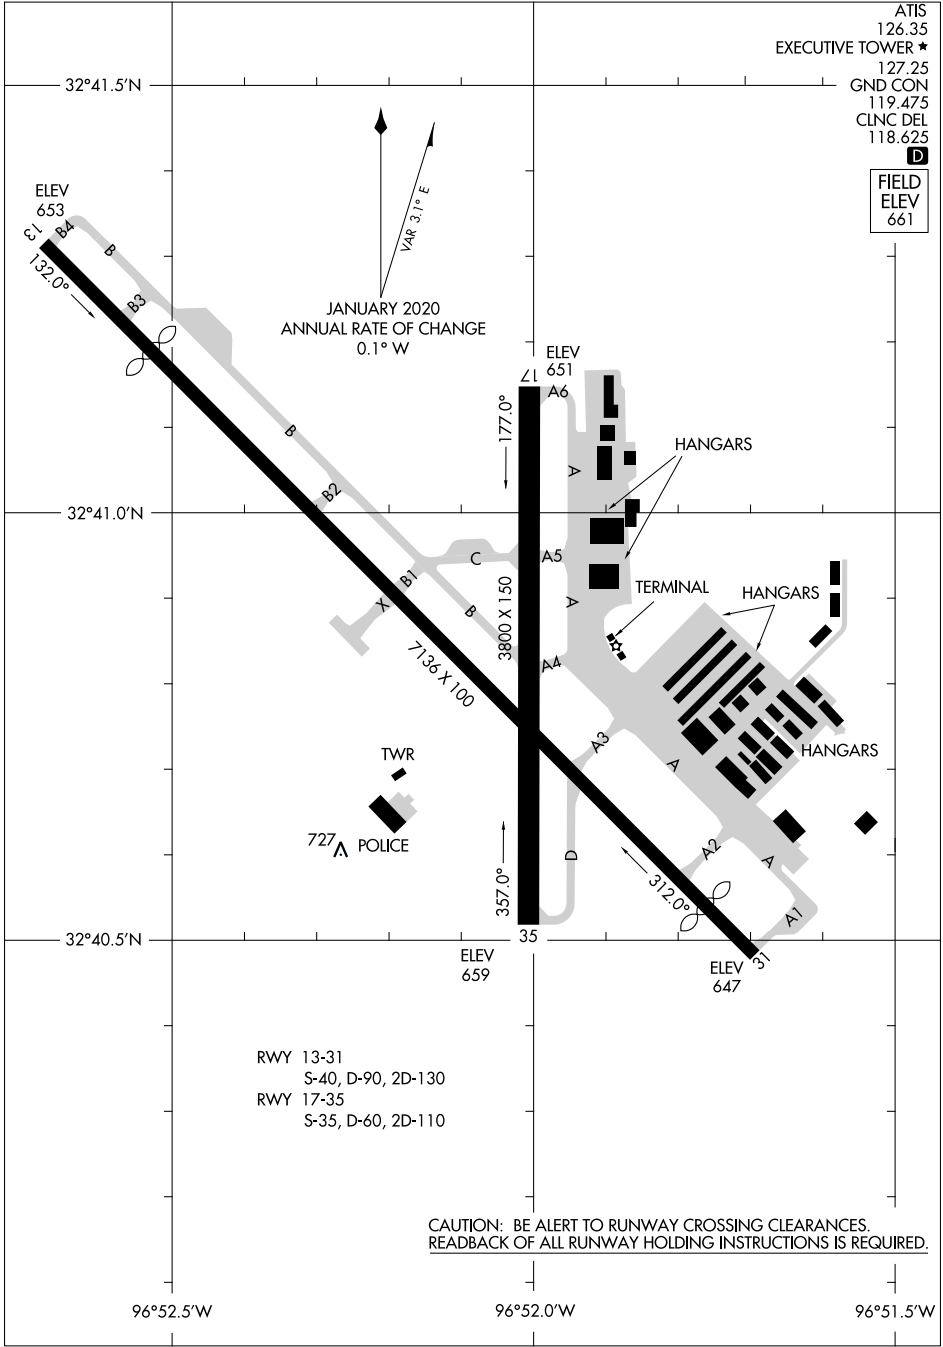 ATIS
126.35
EXECUTIVE TOWER ★
127.25
GND CON
119.475
CLNC DEL
118.625
D
FIELD
ELEV
661
32°41.5'N
ELEV
653
13
B4
B
132.0°
B3
VAR 3.1° E
JANUARY 2020
ANNUAL RATE OF CHANGE
0.1° W
ELEV
651
17
A6
177.0°
HANGARS
A
B
B2
32°41.0'N
C
A5
B1
X
B
3800 X 150
A
TERMINAL
HANGARS
A4
7136 X 100
A3
HANGARS
A
TWR
727
POLICE
D
A2
A
357.0°
312.0°
A1
32°40.5'N
35
ELEV
659
31
ELEV
647
RWY 13-31
S-40, D-90, 2D-130
RWY 17-35
S-35, D-60, 2D-110
CAUTION: BE ALERT TO RUNWAY CROSSING CLEARANCES.
READBACK OF ALL RUNWAY HOLDING INSTRUCTIONS IS REQUIRED.
96°52.5'W
96°52.0'W
96°51.5'W